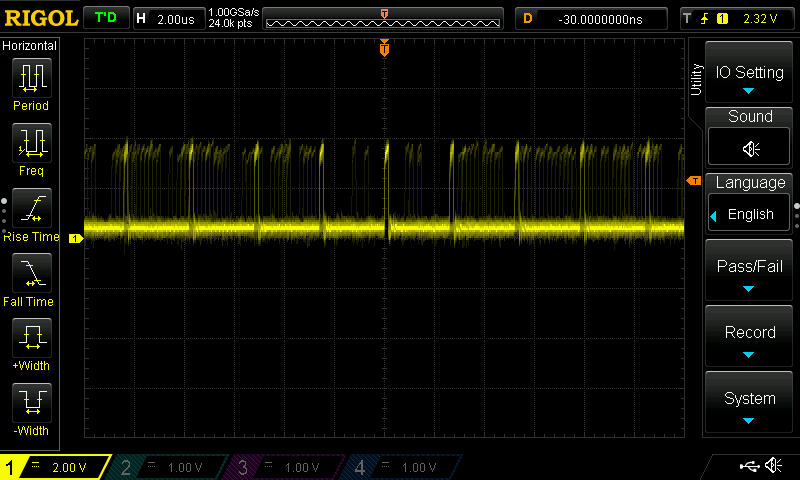 RIGOL T'D H 2.00us 1.00GSa/s 24.0k pts T D -30.0000000ns T 1 2.32 V
Horizontal
Period
Freq
Rise Time
Fall Time
+Width
-Width
T
T
1
Utility
IO Setting
Sound
Language
English
Pass/Fail
Record
System
1 2.00 V 2 1.00 V 3 1.00 V 4 1.00 V